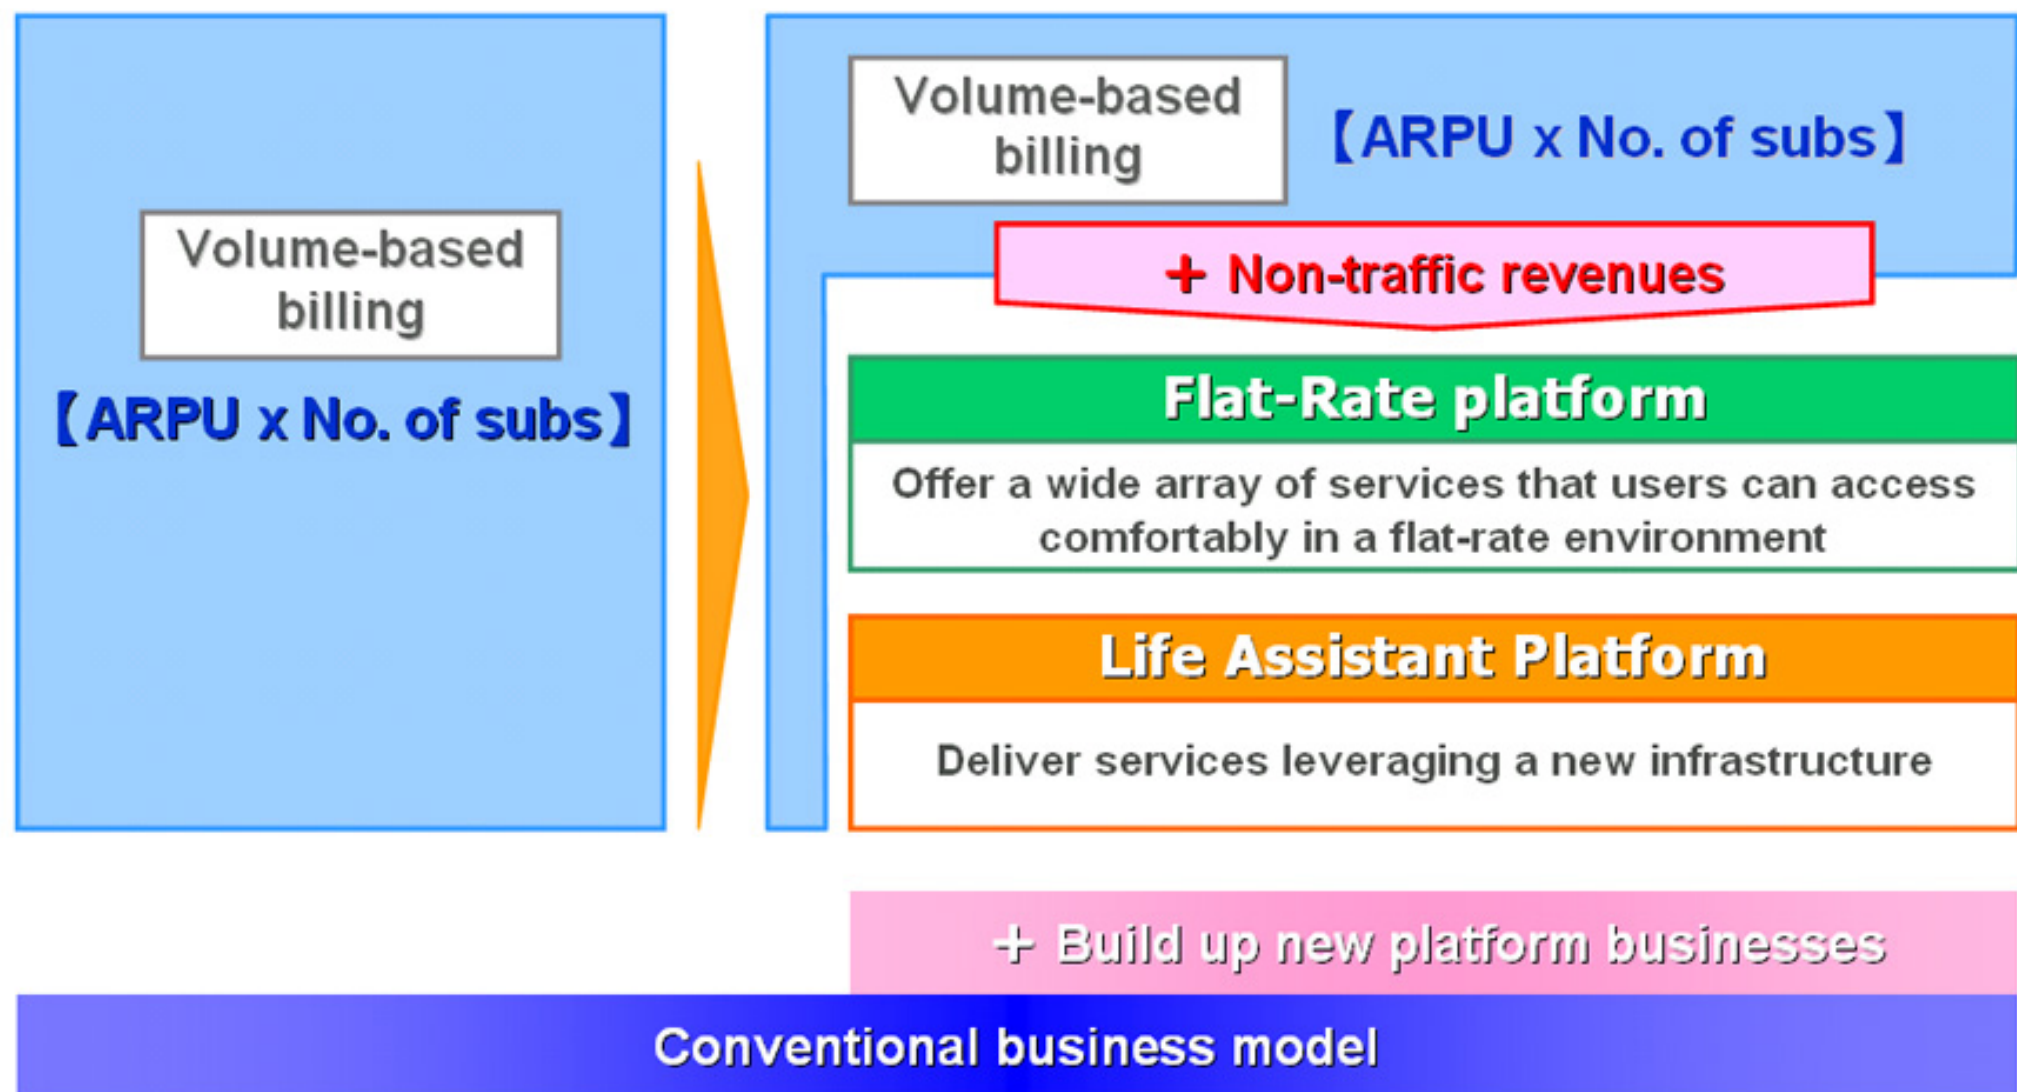 Volume-based
billing
【ARPU x No. of subs】
Volume-based
billing
【ARPU x No. of subs】
+ Non-traffic revenues
Flat-Rate platform
Offer a wide array of services that users can access
comfortably in a flat-rate environment
Life Assistant Platform
Deliver services leveraging a new infrastructure
+ Build up new platform businesses
Conventional business model